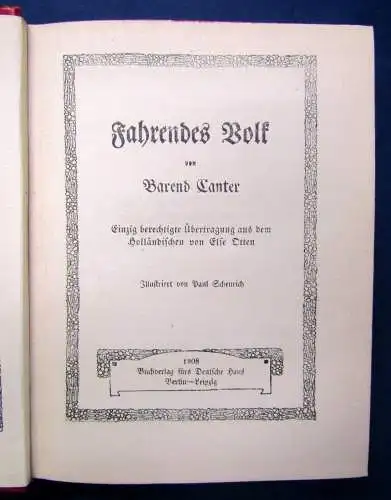 Fahrendes Volk
von
Barend Canter
Einzig berechtigte Übertragung aus dem
Holländischen von Else Otten
Illustriert von Paul Scheurich
1908
Buchverlag fürs Deutsche Haus
Berlin—Leipzig